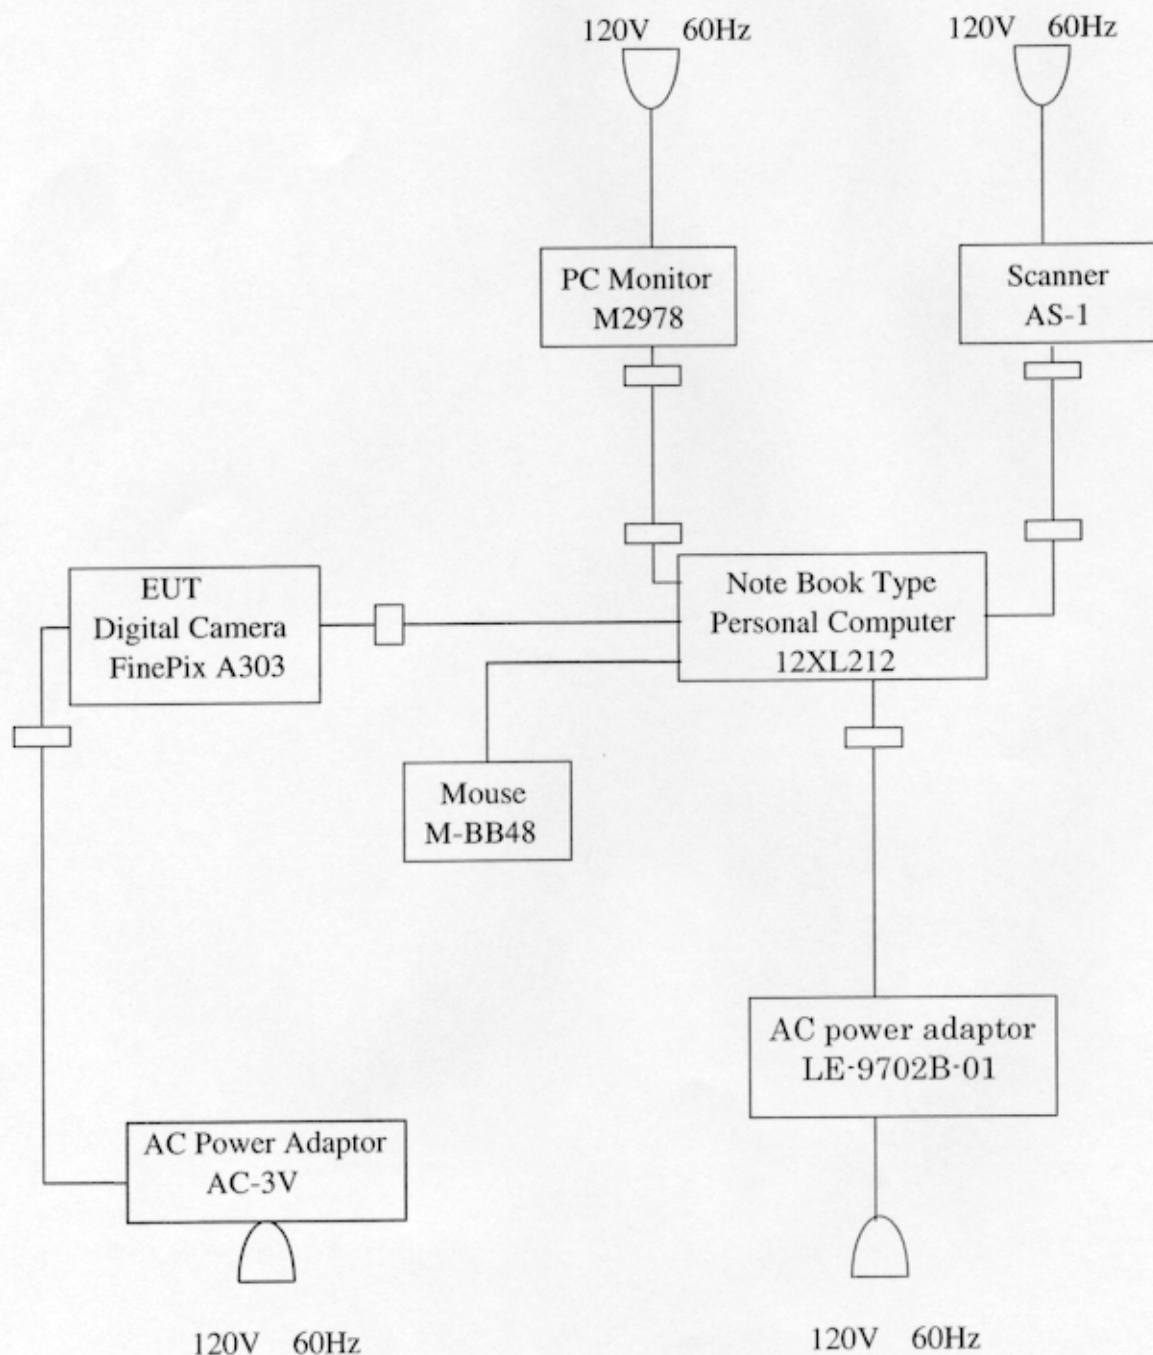 120V 60Hz
120V 60Hz
PC Monitor
M2978
Scanner
AS-1
EUT
Digital Camera
FinePix A303
Note Book Type
Personal Computer
12XL212
Mouse
M-BB48
AC power adaptor
LE-9702B-01
AC Power Adaptor
AC-3V
120V 60Hz
120V 60Hz